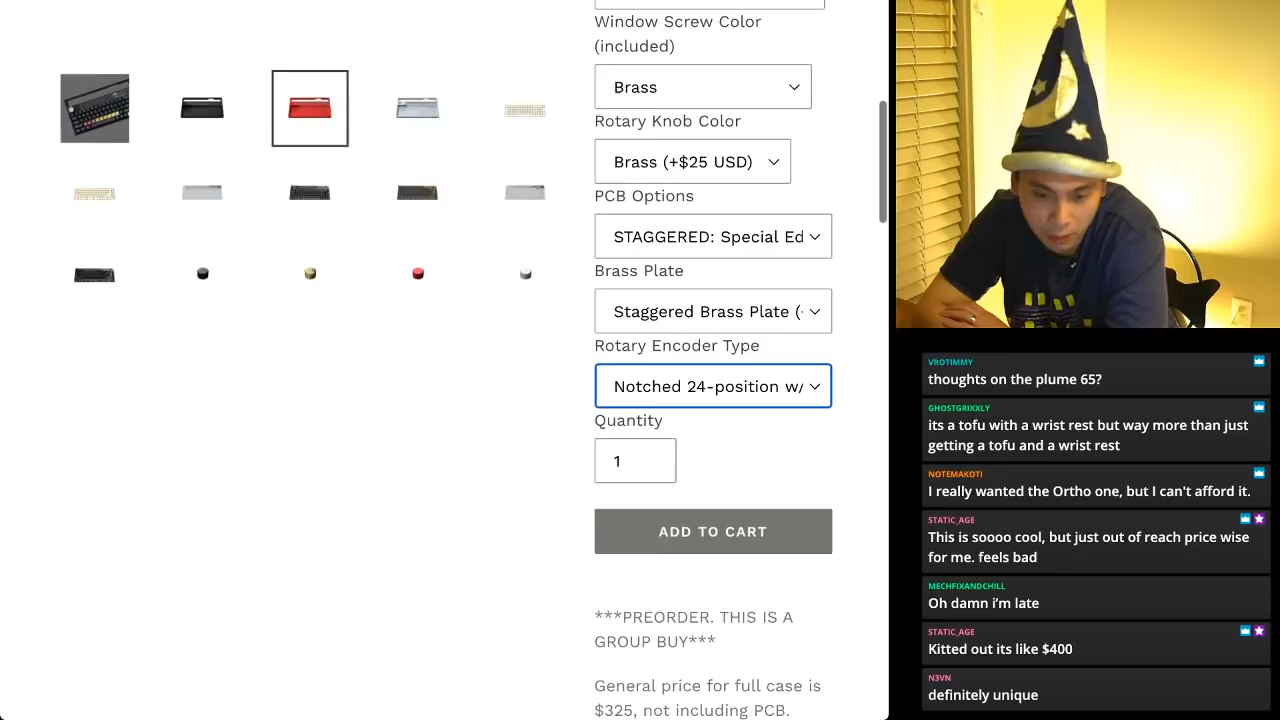 Window Screw Color
(included)
Brass
Rotary Knob Color
Brass (+$25 USD)
PCB Options
STAGGERED: Special Ed
Brass Plate
Staggered Brass Plate (
Rotary Encoder Type
Notched 24-position w/
Quantity
1
ADD TO CART
***PREORDER. THIS IS A
GROUP BUY***
General price for full case is
$325, not including PCB.
VROTIMMY
thoughts on the plume 65?
GHOSTGRIXXLY
its a tofu with a wrist rest but way more than just
getting a tofu and a wrist rest
NOTEMAKOTI
I really wanted the Ortho one, but I can't afford it.
STATIC_AGE
This is soooo cool, but just out of reach price wise
for me. feels bad
MECHFIXANDCHILL
Oh damn i’m late
STATIC_AGE
Kitted out its like $400
N3VN
definitely unique